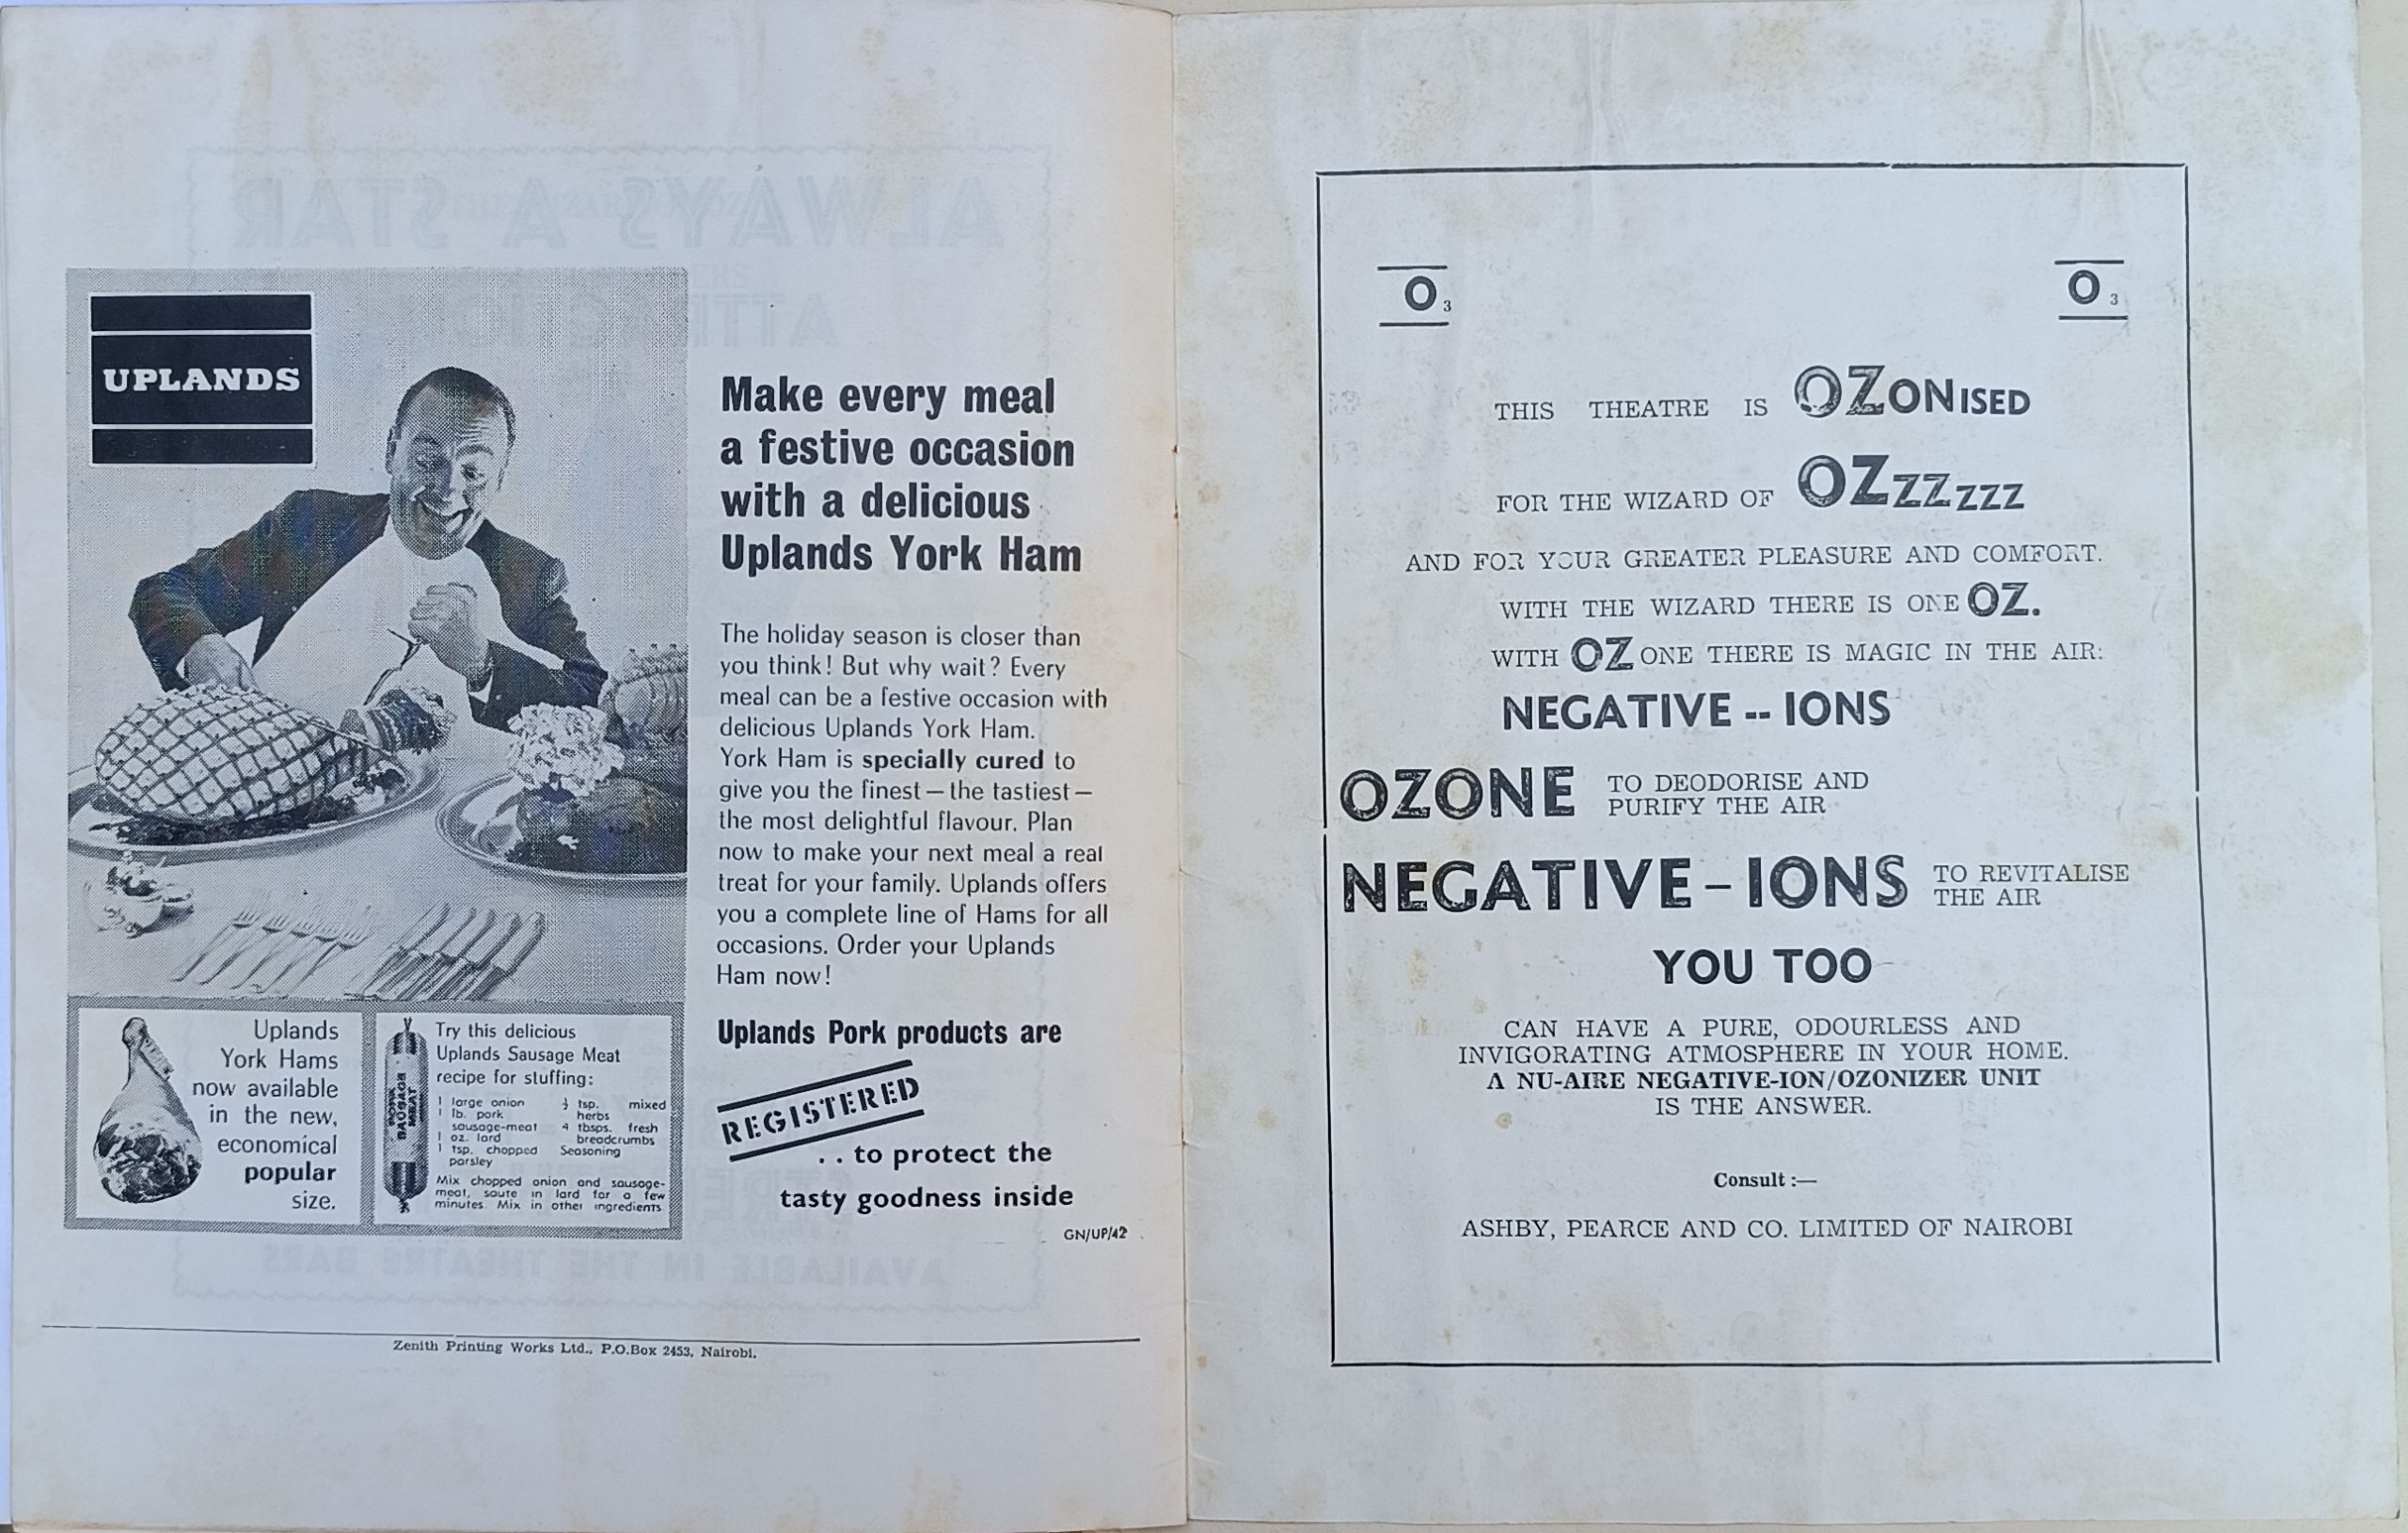 UPLANDS
Make every meal
a festive occasion
with a delicious
Uplands York Ham
The holiday season is closer than
you think! But why wait? Every
meal can be a festive occasion with
delicious Uplands York Ham.
York Ham is specially cured to
give you the finest — the tastiest —
the most delightful flavour. Plan
now to make your next meal a real
treat for your family. Uplands offers
you a complete line of Hams for all
occasions. Order your Uplands
Ham now!
Uplands Pork products are
REGISTERED
. . to protect the
tasty goodness inside
GN/UP/42
Uplands
York Hams
now available
in the new,
economical
popular
size.
PORK
SAUSAGE
MEAT
Try this delicious
Uplands Sausage Meat
recipe for stuffing:
1 large onion
1 lb. pork
sausage-meat
1 oz. lard
1 tsp. chopped
parsley
½ tsp. mixed
herbs
4 tbsps. fresh
breadcrumbs
Seasoning
Mix chopped onion and sausage-
meat, saute in lard for a few
minutes. Mix in other ingredients
Zenith Printing Works Ltd., P.O.Box 2453, Nairobi.
O3 O3
THIS THEATRE IS OZONISED
FOR THE WIZARD OF OZzzzzz
AND FOR YOUR GREATER PLEASURE AND COMFORT.
WITH THE WIZARD THERE IS ONE OZ.
WITH OZONE THERE IS MAGIC IN THE AIR:
NEGATIVE -- IONS
OZONE TO DEODORISE AND
PURIFY THE AIR
NEGATIVE – IONS TO REVITALISE
THE AIR
YOU TOO
CAN HAVE A PURE, ODOURLESS AND
INVIGORATING ATMOSPHERE IN YOUR HOME.
A NU-AIRE NEGATIVE-ION/OZONIZER UNIT
IS THE ANSWER.
Consult :—
ASHBY, PEARCE AND CO. LIMITED OF NAIROBI